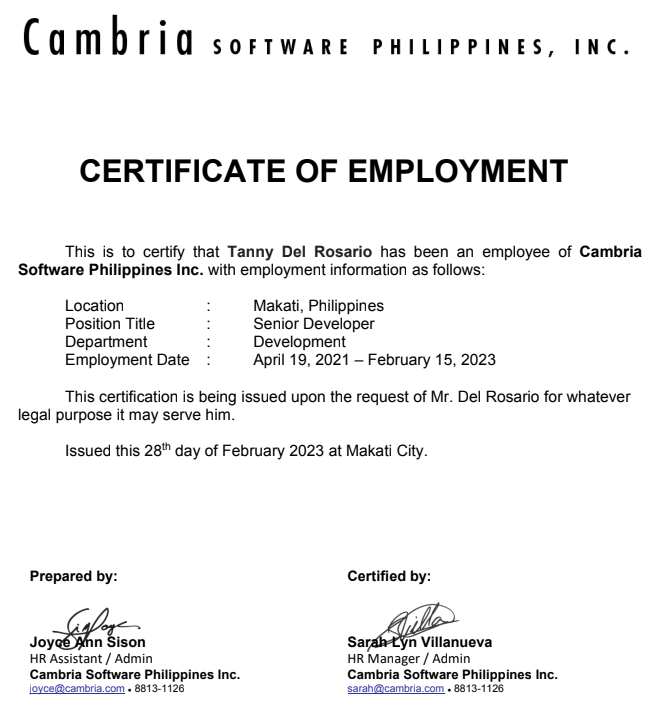 Cambria SOFTWARE PHILIPPINES, INC.
CERTIFICATE OF EMPLOYMENT
This is to certify that Tanny Del Rosario has been an employee of Cambria
Software Philippines Inc. with employment information as follows:
Location : Makati, Philippines
Position Title : Senior Developer
Department : Development
Employment Date : April 19, 2021 – February 15, 2023
This certification is being issued upon the request of Mr. Del Rosario for whatever
legal purpose it may serve him.
Issued this 28th day of February 2023 at Makati City.
Prepared by:
Joyce Ann Sison
HR Assistant / Admin
Cambria Software Philippines Inc.
joyce@cambria.com • 8813-1126
Certified by:
Sarah Lyn Villanueva
HR Manager / Admin
Cambria Software Philippines Inc.
sarah@cambria.com • 8813-1126